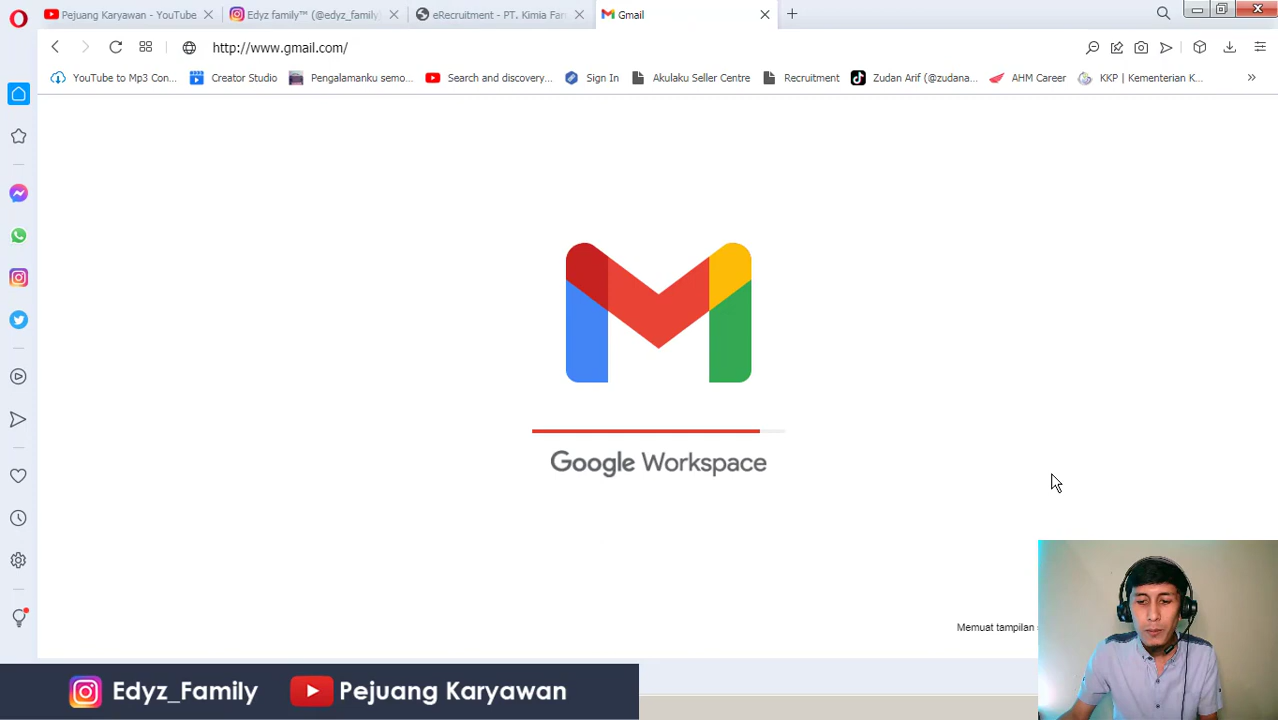 Pejuang Karyawan - YouTube
Edyz family™ (@edyz_family)
eRecruitment - PT. Kimia Far
Gmail
http://www.gmail.com/
YouTube to Mp3 Con...
Creator Studio
Pengalamanku semo...
Search and discovery...
Sign In
Akulaku Seller Centre
Recruitment
Zudan Arif (@zudana...
AHM Career
KKP | Kementerian K...
Google Workspace
Memuat tampilan
Edyz_Family
Pejuang Karyawan